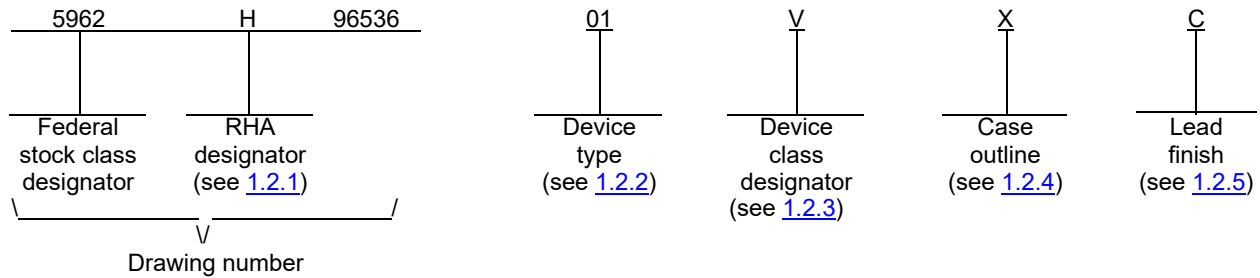 5962 H 96536 01 V X C
Federal stock class designator
RHA designator (see 1.2.1)
Device type (see 1.2.2)
Device class designator (see 1.2.3)
Case outline (see 1.2.4)
Lead finish (see 1.2.5)
Drawing number